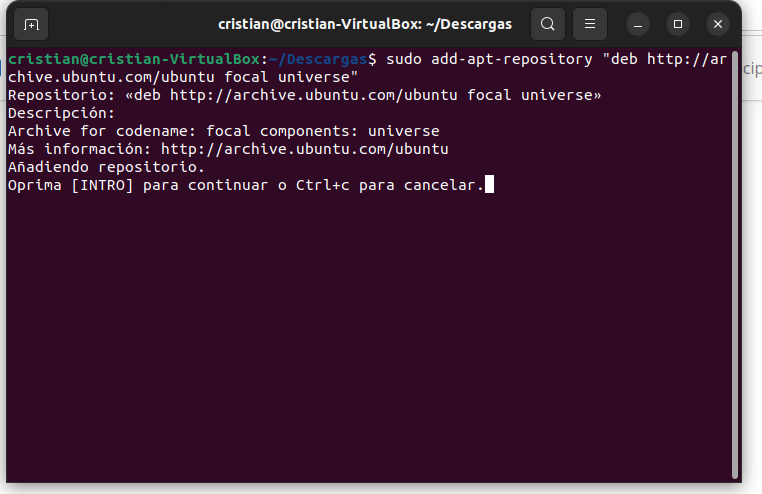 cristian@cristian-VirtualBox: ~/Descargas
cristian@cristian-VirtualBox:~/Descargas$ sudo add-apt-repository "deb http://ar
chive.ubuntu.com/ubuntu focal universe"
Repositorio: «deb http://archive.ubuntu.com/ubuntu focal universe»
Descripción:
Archive for codename: focal components: universe
Más información: http://archive.ubuntu.com/ubuntu
Añadiendo repositorio.
Oprima [INTRO] para continuar o Ctrl+c para cancelar.
cip